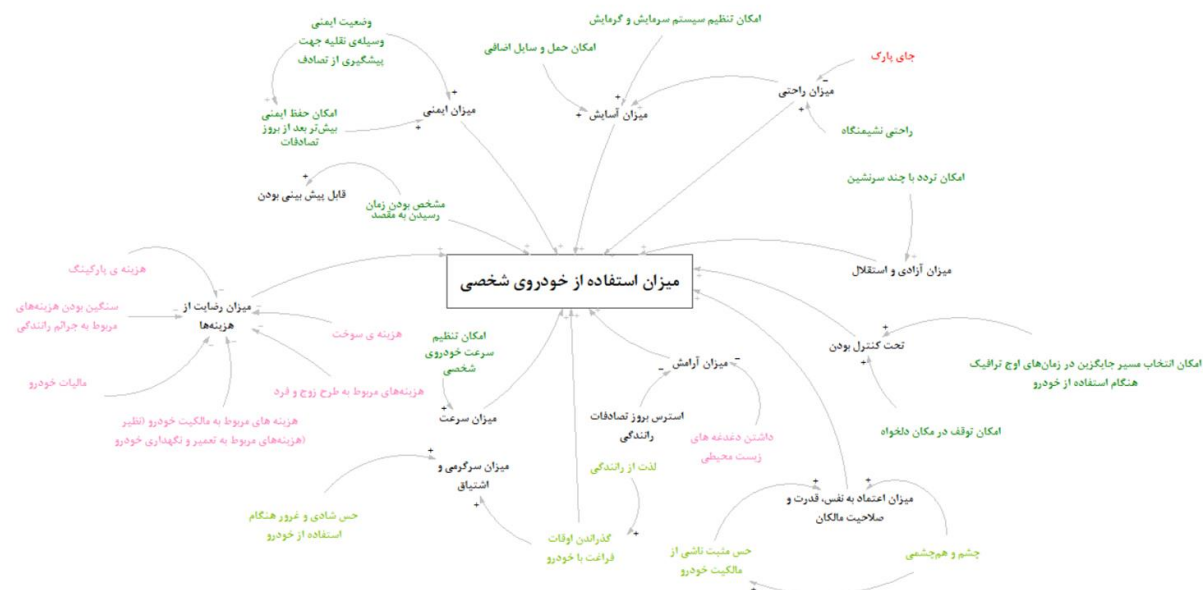 امکان تنظیم سیستم سرمایش و گرمایش
وضعیت ایمنی
وسیله‌ی نقلیه جهت
پیشگیری از تصادف
امکان حمل و سایل اضافی
جای پارک
میزان راحتی
میزان ایمنی
میزان آسایش
امکان حفظ ایمنی
بیش‌تر بعد از بروز
تصادفات
راحتی نشیمنگاه
امکان تردد با چند سرنشین
قابل پیش بینی بودن
مشخص بودن زمان
رسیدن به مقصد
میزان آزادی و استقلال
هزینه ی پارکینگ
میزان استفاده از خودروی شخصی
میزان رضایت از
هزینه‌ها
سنگین بودن هزینه‌های
مربوط به جرائم رانندگی
هزینه ی سوخت
امکان تنظیم
سرعت خودروی
شخصی
تحت کنترل بودن
امکان انتخاب مسیر جایگزین در زمان‌های اوج ترافیک
هنگام استفاده از خودرو
میزان آرامش
مالیات خودرو
هزینه‌های مربوط به طرح زوج و فرد
میزان سرعت
استرس بروز تصادفات
رانندگی
هزینه های مربوط به مالکیت خودرو (نظیر
(هزینه‌های مربوط به تعمیر و نگهداری خودرو
داشتن دغدغه های
زیست محیطی
امکان توقف در مکان دلخواه
میزان سرگرمی و
اشتیاق
لذت از رانندگی
میزان اعتماد به نفس، قدرت و
صلاحیت مالکان
حس شادی و غرور هنگام
استفاده از خودرو
گذراندن اوقات
فراغت با خودرو
حس مثبت ناشی از
مالکیت خودرو
چشم و هم‌چشمی